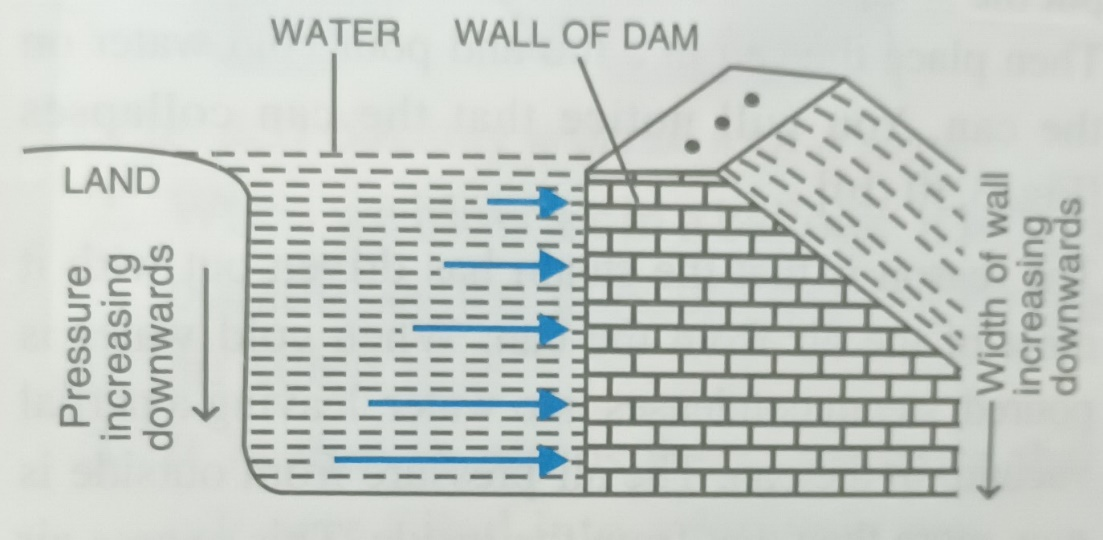 WATER
WALL OF DAM
LAND
Pressure
increasing
downwards
Width of wall
increasing
downwards